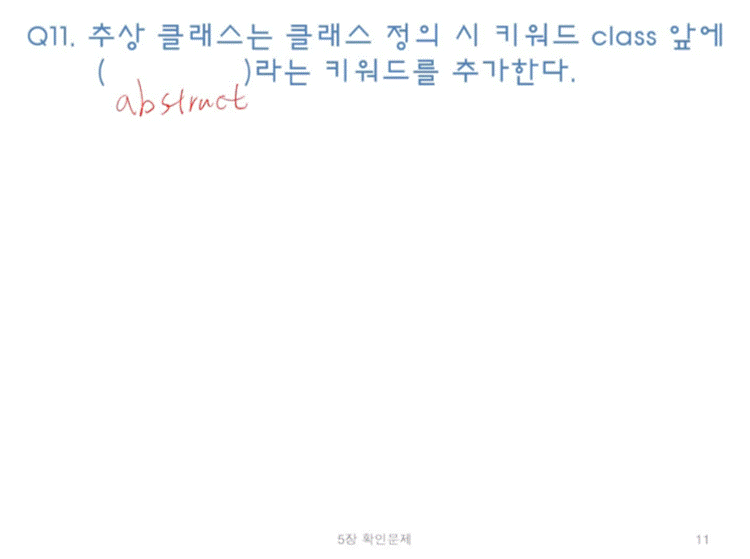 Q11. 추상 클래스는 클래스 정의 시 키워드 class 앞에
( )라는 키워드를 추가한다.
abstruct
5장 확인문제
11